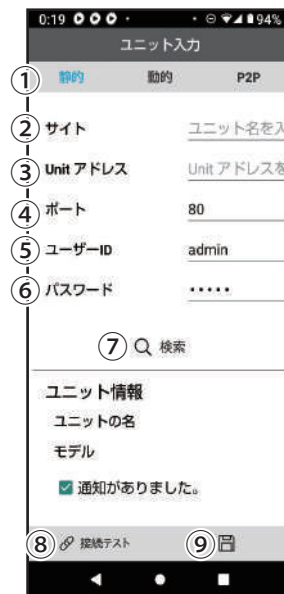 0:19 94%
ユニット入力
① 静的 動的 P2P
② サイト ユニット名を入
③ Unit アドレス Unit アドレスを
④ ポート 80
⑤ ユーザーID admin
⑥ パスワード •••••
⑦ 検索
ユニット情報
ユニットの名
モデル
通知がありました。
⑧ 接続テスト ⑨